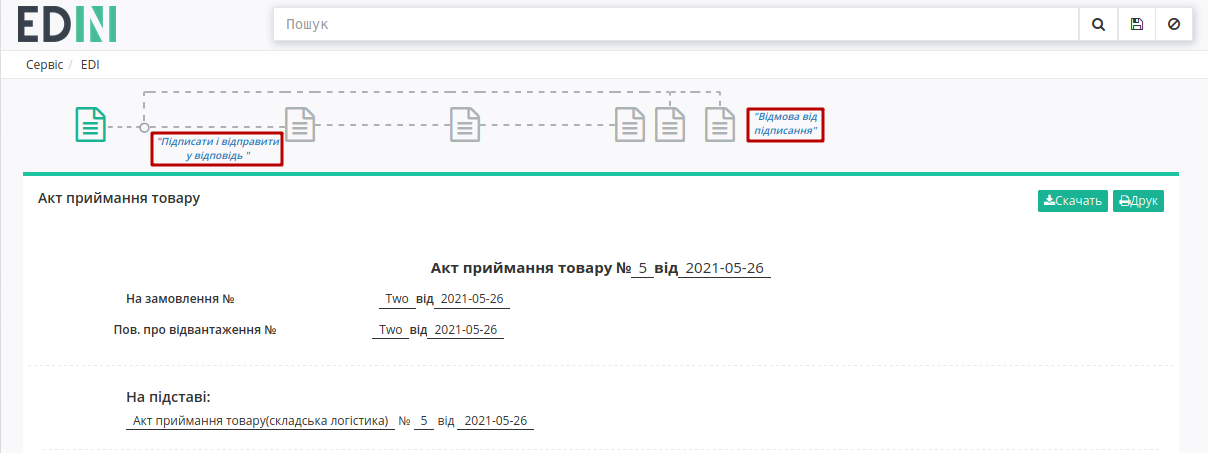 EDIN
Пошук
Сервіс / EDI
"Підписати і відправити
у відповідь "
"Відмова від
підписання"
Акт приймання товару
Скачать Друк
Акт приймання товару № 5 від 2021-05-26
На замовлення № Two від 2021-05-26
Пов. про відвантаження № Two від 2021-05-26
На підставі:
Акт приймання товару(складська логістика) № 5 від 2021-05-26